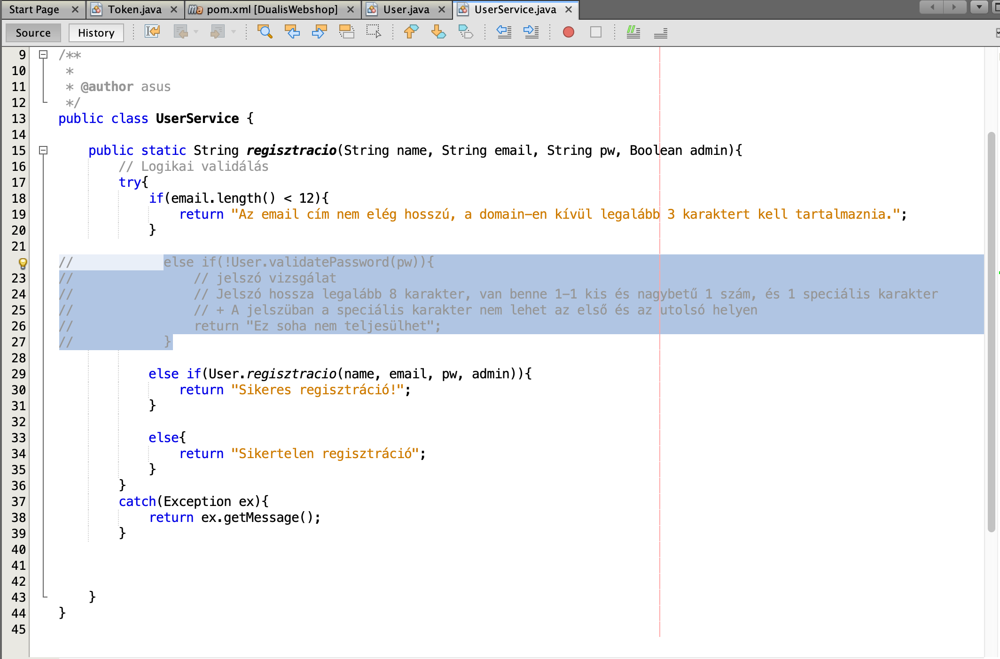 Start Page
Token.java
pom.xml [DualisWebshop]
User.java
UserService.java
Source
History
9 /**
10 *
11 * @author asus
12 */
13 public class UserService {
14
15 public static String regisztracio(String name, String email, String pw, Boolean admin){
16 // Logikai validálás
17 try{
18 if(email.length() < 12){
19 return "Az email cím nem elég hosszú, a domain-en kívül legalább 3 karaktert kell tartalmaznia.";
20 }
21
// else if(!User.validatePassword(pw)){
23 // // jelszó vizsgálat
24 // // Jelszó hossza legalább 8 karakter, van benne 1-1 kis és nagybetű 1 szám, és 1 speciális karakter
25 // // + A jelszüban a speciális karakter nem lehet az első és az utolsó helyen
26 // return "Ez soha nem teljesülhet";
27 // }
28
29 else if(User.regisztracio(name, email, pw, admin)){
30 return "Sikeres regisztráció!";
31 }
32
33 else{
34 return "Sikertelen regisztráció";
35 }
36 }
37 catch(Exception ex){
38 return ex.getMessage();
39 }
40
41
42
43 }
44 }
45